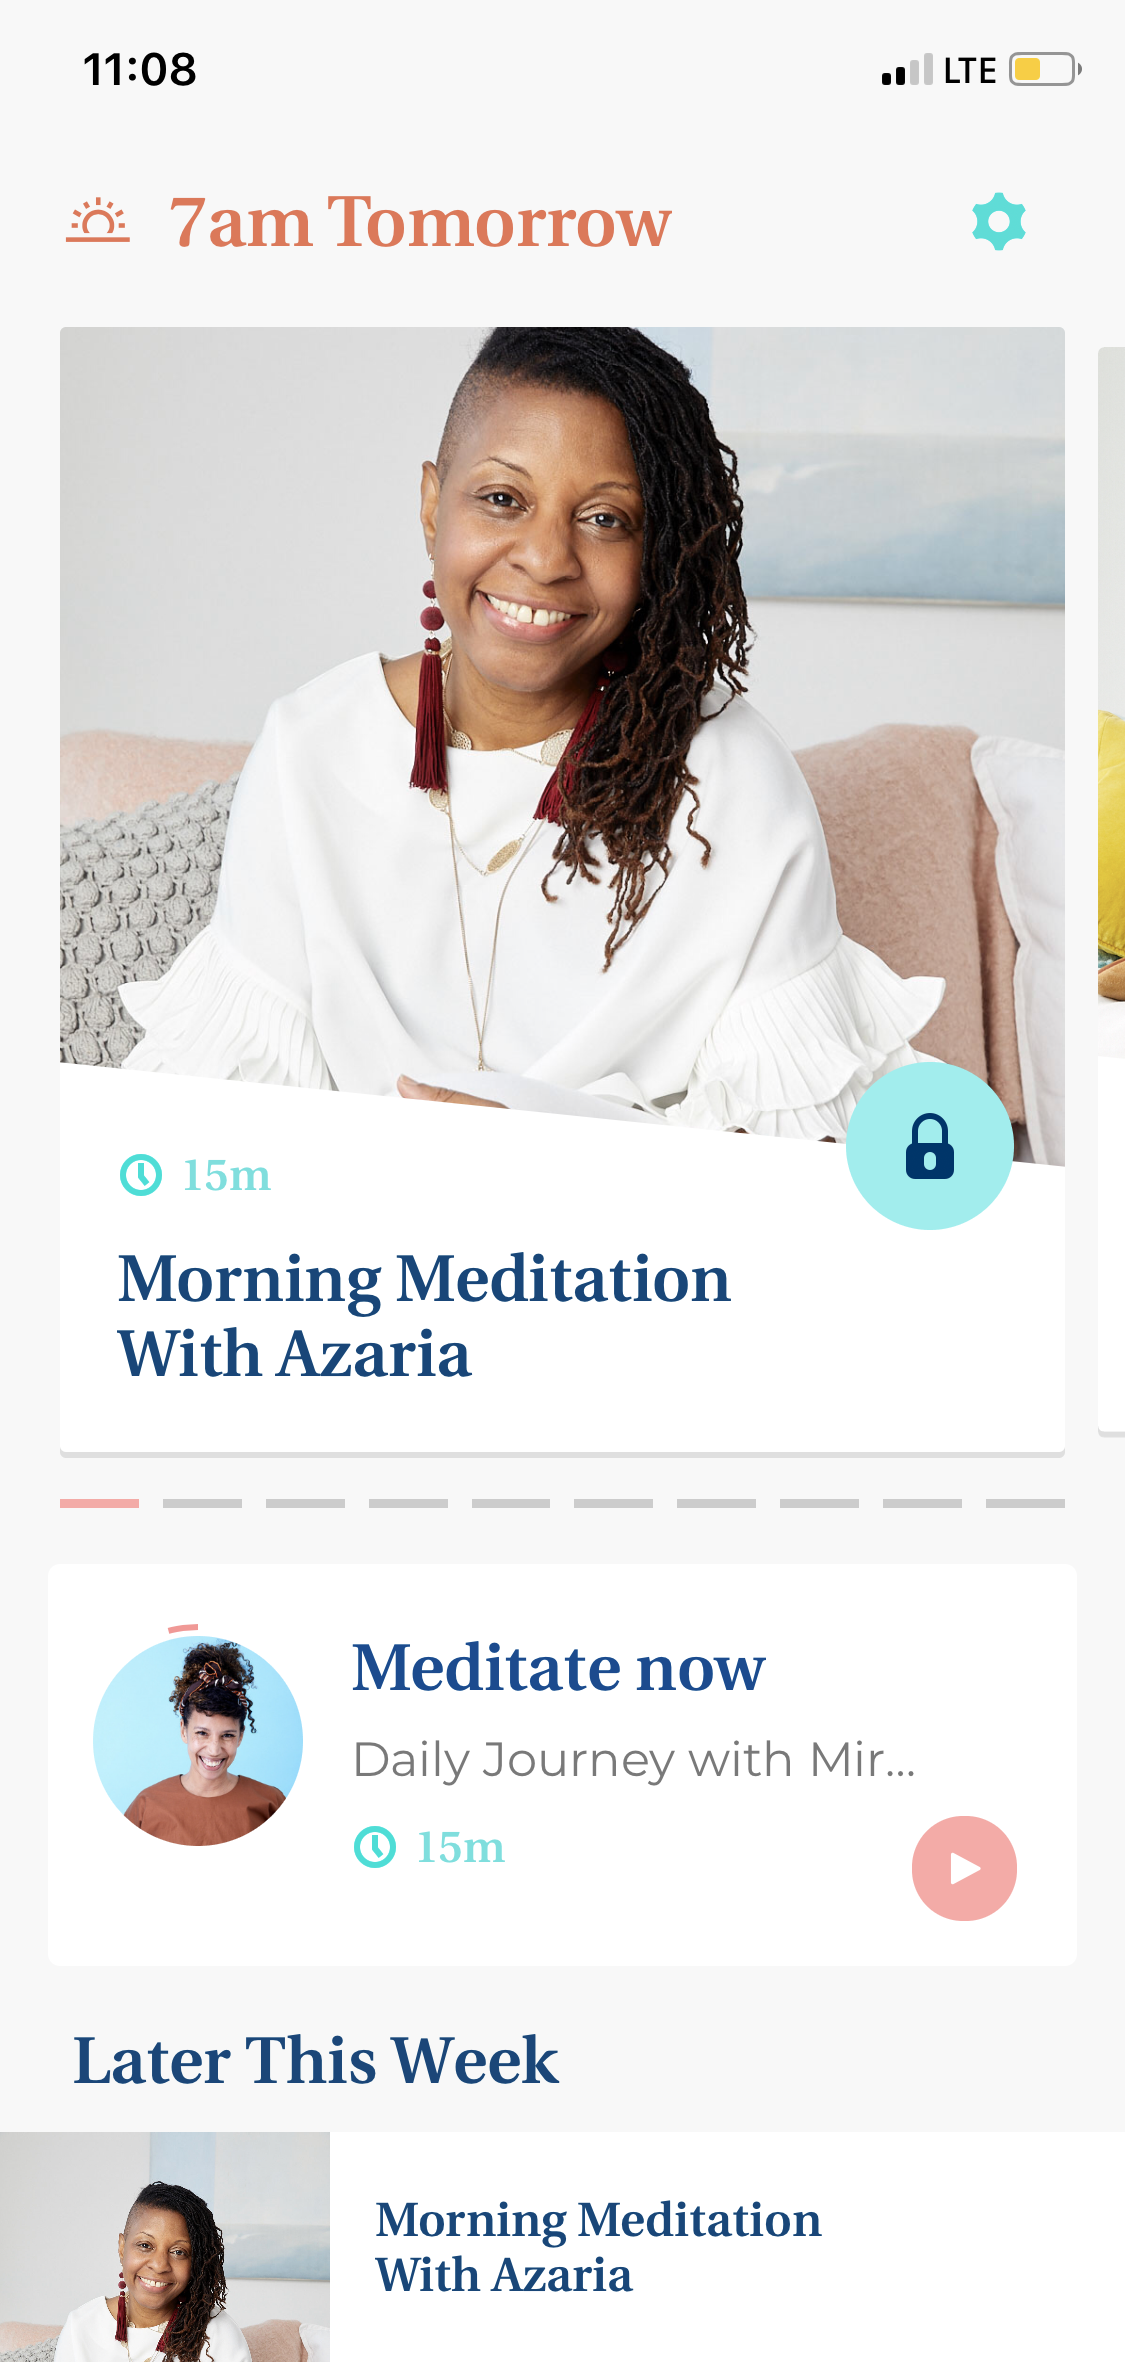 11:08
LTE
7am Tomorrow
15m
Morning Meditation
With Azaria
Meditate now
Daily Journey with Mir...
15m
Later This Week
Morning Meditation
With Azaria